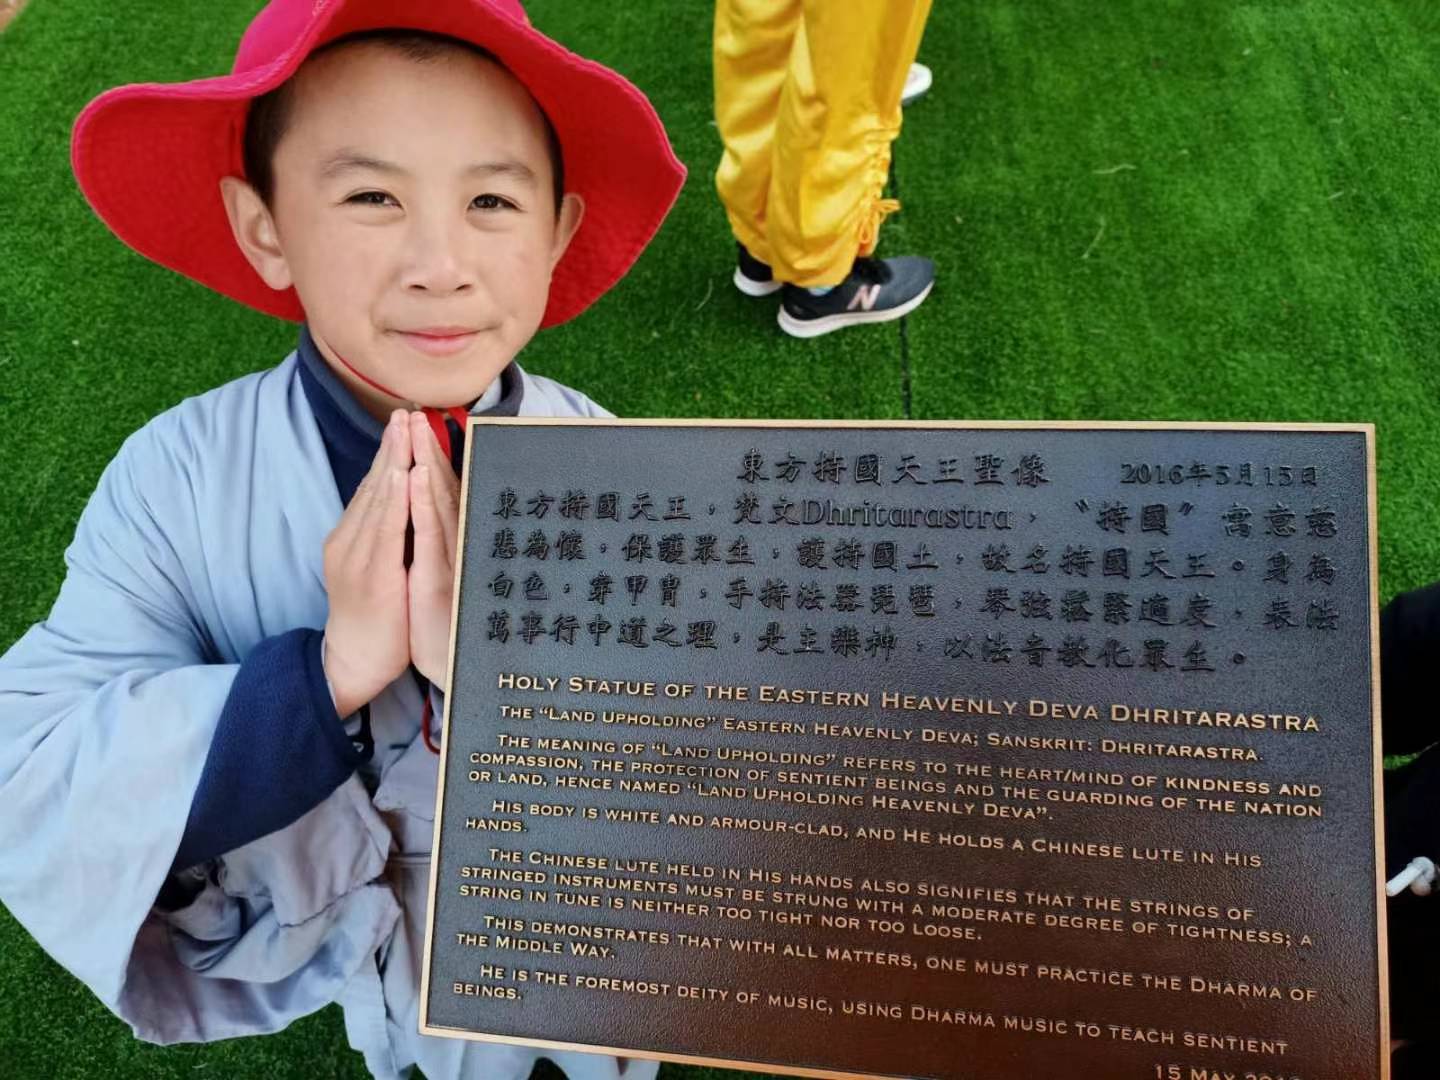 東方持國天王聖像 2016年5月15日
東方持國天王，梵文Dhritarastra，〝持國〞寓意慈
悲為懷，保護眾生，護持國土，故名持國天王。身為
白色，穿甲冑，手持法器琵琶，琴弦鬆緊適度，表法
萬事行中道之理，是主樂神，以法音教化眾生。
HOLY STATUE OF THE EASTERN HEAVENLY DEVA DHRITARASTRA
THE "LAND UPHOLDING" EASTERN HEAVENLY DEVA; SANSKRIT: DHRITARASTRA.
THE MEANING OF "LAND UPHOLDING" REFERS TO THE HEART/MIND OF KINDNESS AND
COMPASSION, THE PROTECTION OF SENTIENT BEINGS AND THE GUARDING OF THE NATION
OR LAND, HENCE NAMED "LAND UPHOLDING HEAVENLY DEVA".
HIS BODY IS WHITE AND ARMOUR-CLAD, AND HE HOLDS A CHINESE LUTE IN HIS
HANDS.
THE CHINESE LUTE HELD IN HIS HANDS ALSO SIGNIFIES THAT THE STRINGS OF
STRINGED INSTRUMENTS MUST BE STRUNG WITH A MODERATE DEGREE OF TIGHTNESS; A
STRING IN TUNE IS NEITHER TOO TIGHT NOR TOO LOOSE.
THIS DEMONSTRATES THAT WITH ALL MATTERS, ONE MUST PRACTICE THE DHARMA OF
THE MIDDLE WAY.
HE IS THE FOREMOST DEITY OF MUSIC, USING DHARMA MUSIC TO TEACH SENTIENT
BEINGS.
15 MAY
N